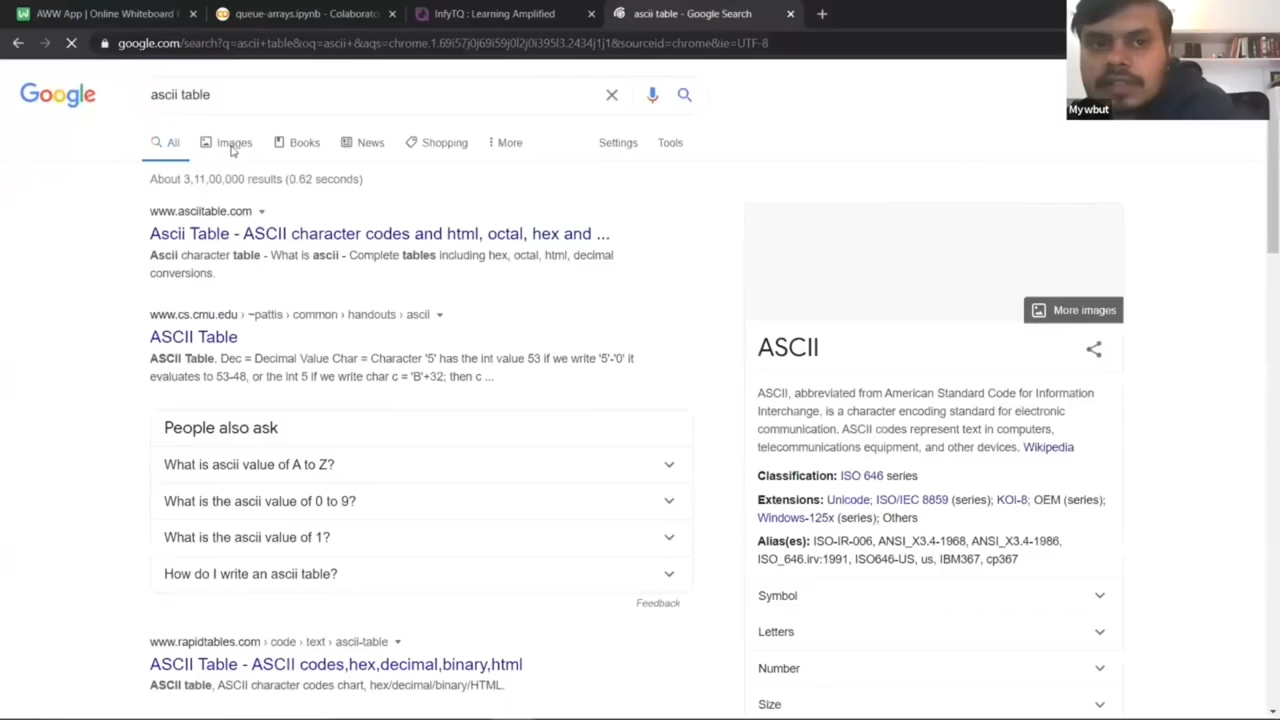 AWW App | Online Whiteboard
queue-arrays.ipynb - Colaborato
InfyTQ : Learning Amplified
ascii table - Google Search
google.com/search?q=ascii+table&oq=ascii+&aqs=chrome.1.69i57j0j69i59j0l2j0i395l3.2434j1j1&sourceid=chrome&ie=UTF-8
Mywbut
Google
ascii table
All
Images
Books
News
Shopping
More
Settings
Tools
About 3,11,00,000 results (0.62 seconds)
www.asciitable.com
Ascii Table - ASCII character codes and html, octal, hex and ...
Ascii character table - What is ascii - Complete tables including hex, octal, html, decimal
conversions.
www.cs.cmu.edu › ~pattis › common › handouts › ascii
ASCII Table
ASCII Table. Dec = Decimal Value Char = Character '5' has the int value 53 if we write '5'-'0' it
evaluates to 53-48, or the int 5 if we write char c = 'B'+32; then c ...
People also ask
What is ascii value of A to Z?
What is the ascii value of 0 to 9?
What is the ascii value of 1?
How do I write an ascii table?
Feedback
www.rapidtables.com › code › text › ascii-table
ASCII Table - ASCII codes,hex,decimal,binary,html
ASCII table, ASCII character codes chart, hex/decimal/binary/HTML.
More images
ASCII
ASCII, abbreviated from American Standard Code for Information
Interchange, is a character encoding standard for electronic
communication. ASCII codes represent text in computers,
telecommunications equipment, and other devices. Wikipedia
Classification: ISO 646 series
Extensions: Unicode; ISO/IEC 8859 (series); KOI-8; OEM (series);
Windows-125x (series); Others
Alias(es): ISO-IR-006, ANSI_X3.4-1968, ANSI_X3.4-1986,
ISO_646.irv:1991, ISO646-US, us, IBM367, cp367
Symbol
Letters
Number
Size